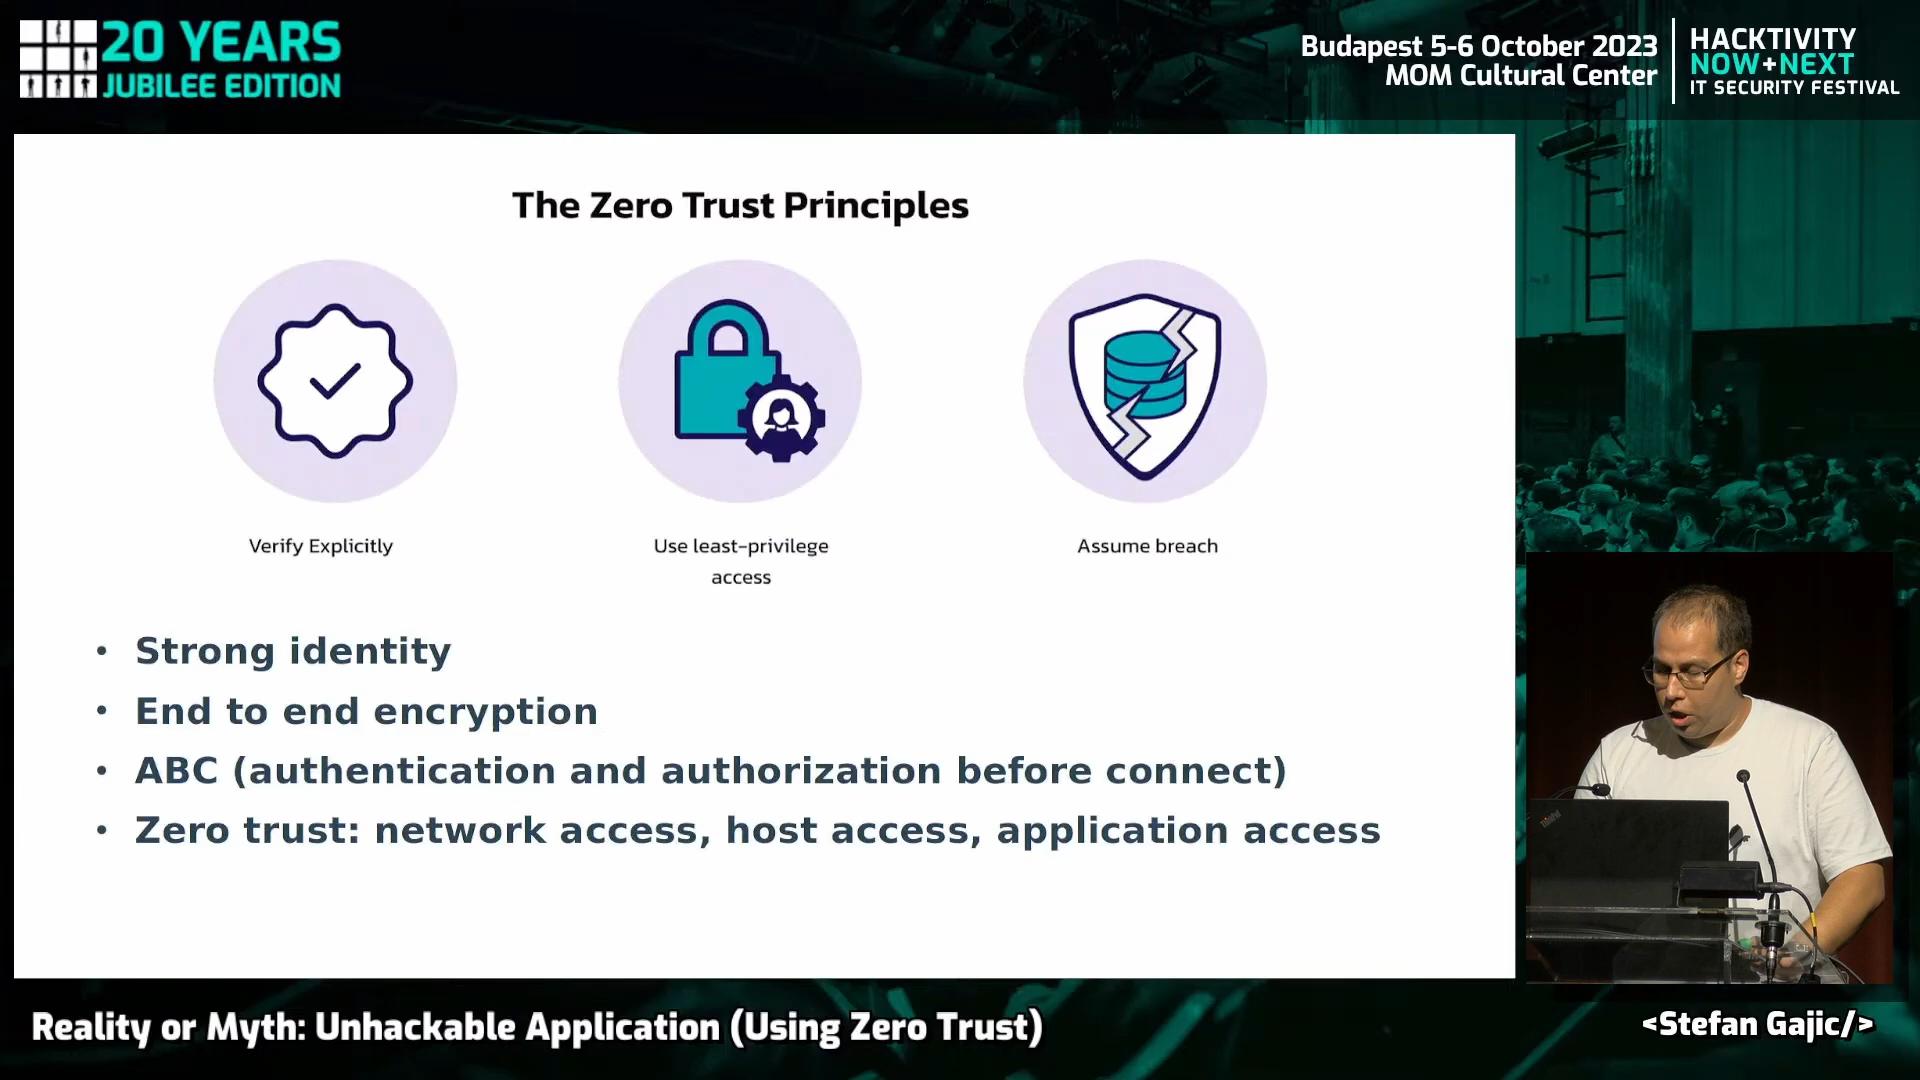 20 YEARS
JUBILEE EDITION
Budapest 5-6 October 2023
MOM Cultural Center
HACKTIVITY
NOW+NEXT
IT SECURITY FESTIVAL
The Zero Trust Principles
Verify Explicitly
Use least-privilege
access
Assume breach
• Strong identity
• End to end encryption
• ABC (authentication and authorization before connect)
• Zero trust: network access, host access, application access
ThinkPad
Reality or Myth: Unhackable Application (Using Zero Trust)
<Stefan Gajic/>